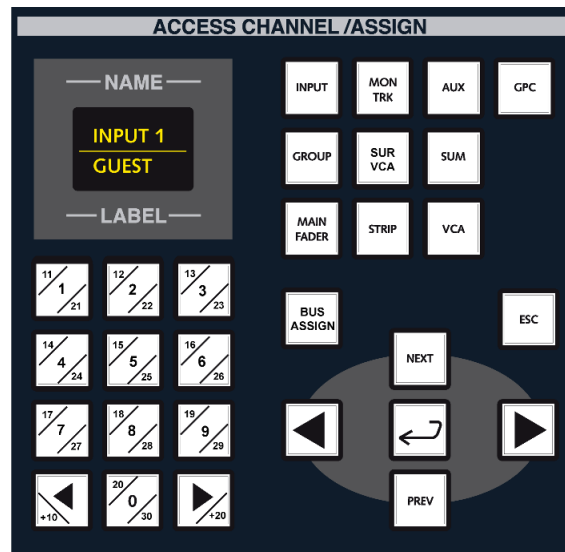 ACCESS CHANNEL /ASSIGN
NAME
INPUT 1
GUEST
LABEL
INPUT
MON
TRK
AUX
GPC
GROUP
SUR
VCA
SUM
MAIN
FADER
STRIP
VCA
11 1 21
12 2 22
13 3 23
14 4 24
15 5 25
16 6 26
17 7 27
18 8 28
19 9 29
+10
20 0 30
+20
BUS
ASSIGN
ESC
NEXT
PREV